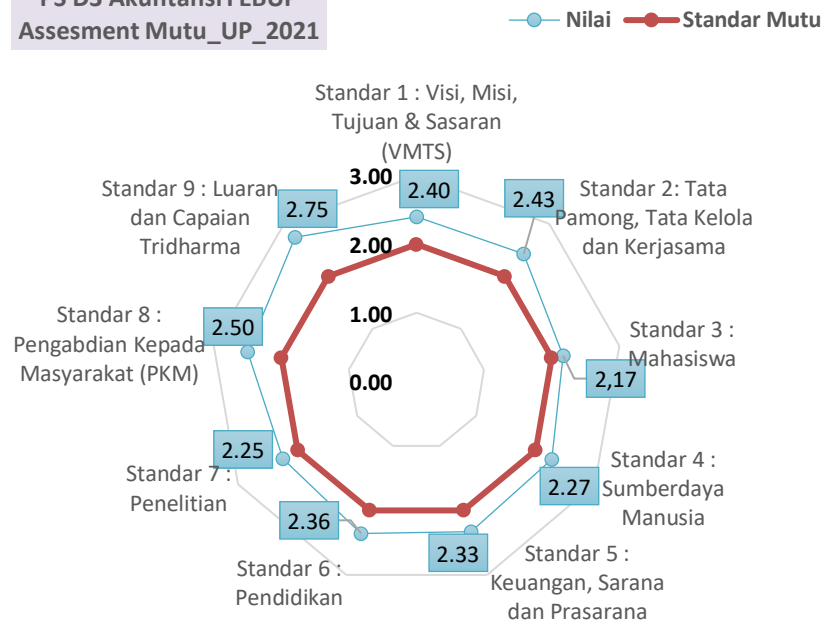 PS D3 Akuntansi FEBUP
Assesment Mutu_UP_2021
Nilai
Standar Mutu
Standar 1 : Visi, Misi,
Tujuan & Sasaran
(VMTS)
3.00
2.40
2.43
Standar 2: Tata
Pamong, Tata Kelola
dan Kerjasama
Standar 9 : Luaran
dan Capaian
Tridharma
2.75
2.00
Standar 8 :
Pengabdian Kepada
Masyarakat (PKM)
2.50
1.00
Standar 3 :
Mahasiswa
2,17
0.00
2.25
Standar 7 :
Penelitian
Standar 4 :
Sumberdaya
Manusia
2.27
2.36
2.33
Standar 6 :
Pendidikan
Standar 5 :
Keuangan, Sarana
dan Prasarana